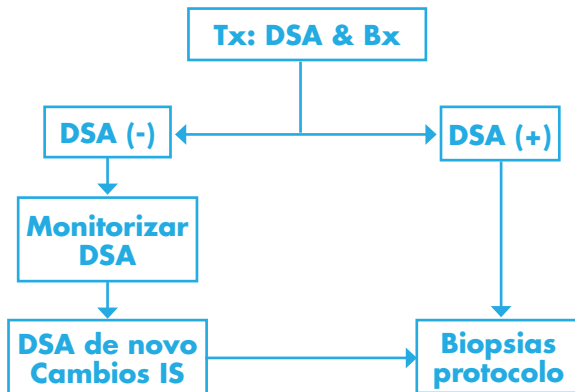 Tx: DSA & Bx
DSA (-)
DSA (+)
Monitorizar
DSA
DSA de novo
Cambios IS
Biopsias
protocolo